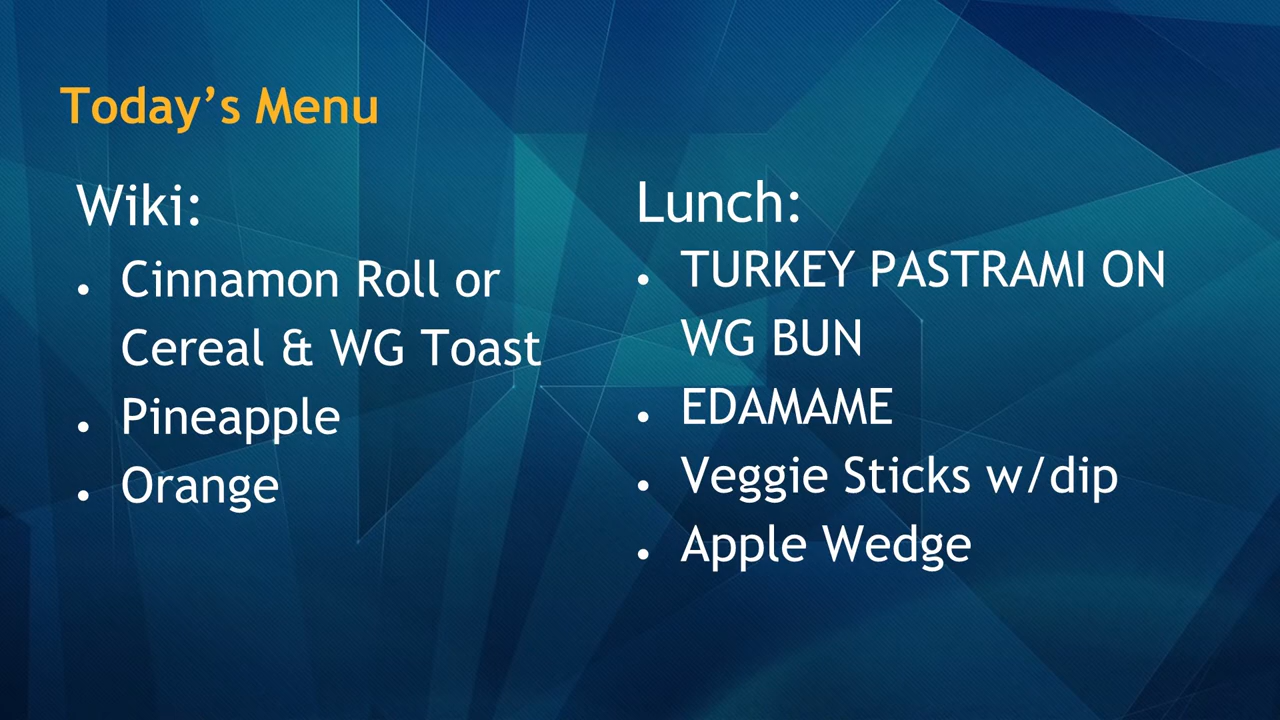 Today’s Menu
Wiki:
• Cinnamon Roll or
Cereal & WG Toast
• Pineapple
• Orange
Lunch:
• TURKEY PASTRAMI ON
WG BUN
• EDAMAME
• Veggie Sticks w/dip
• Apple Wedge